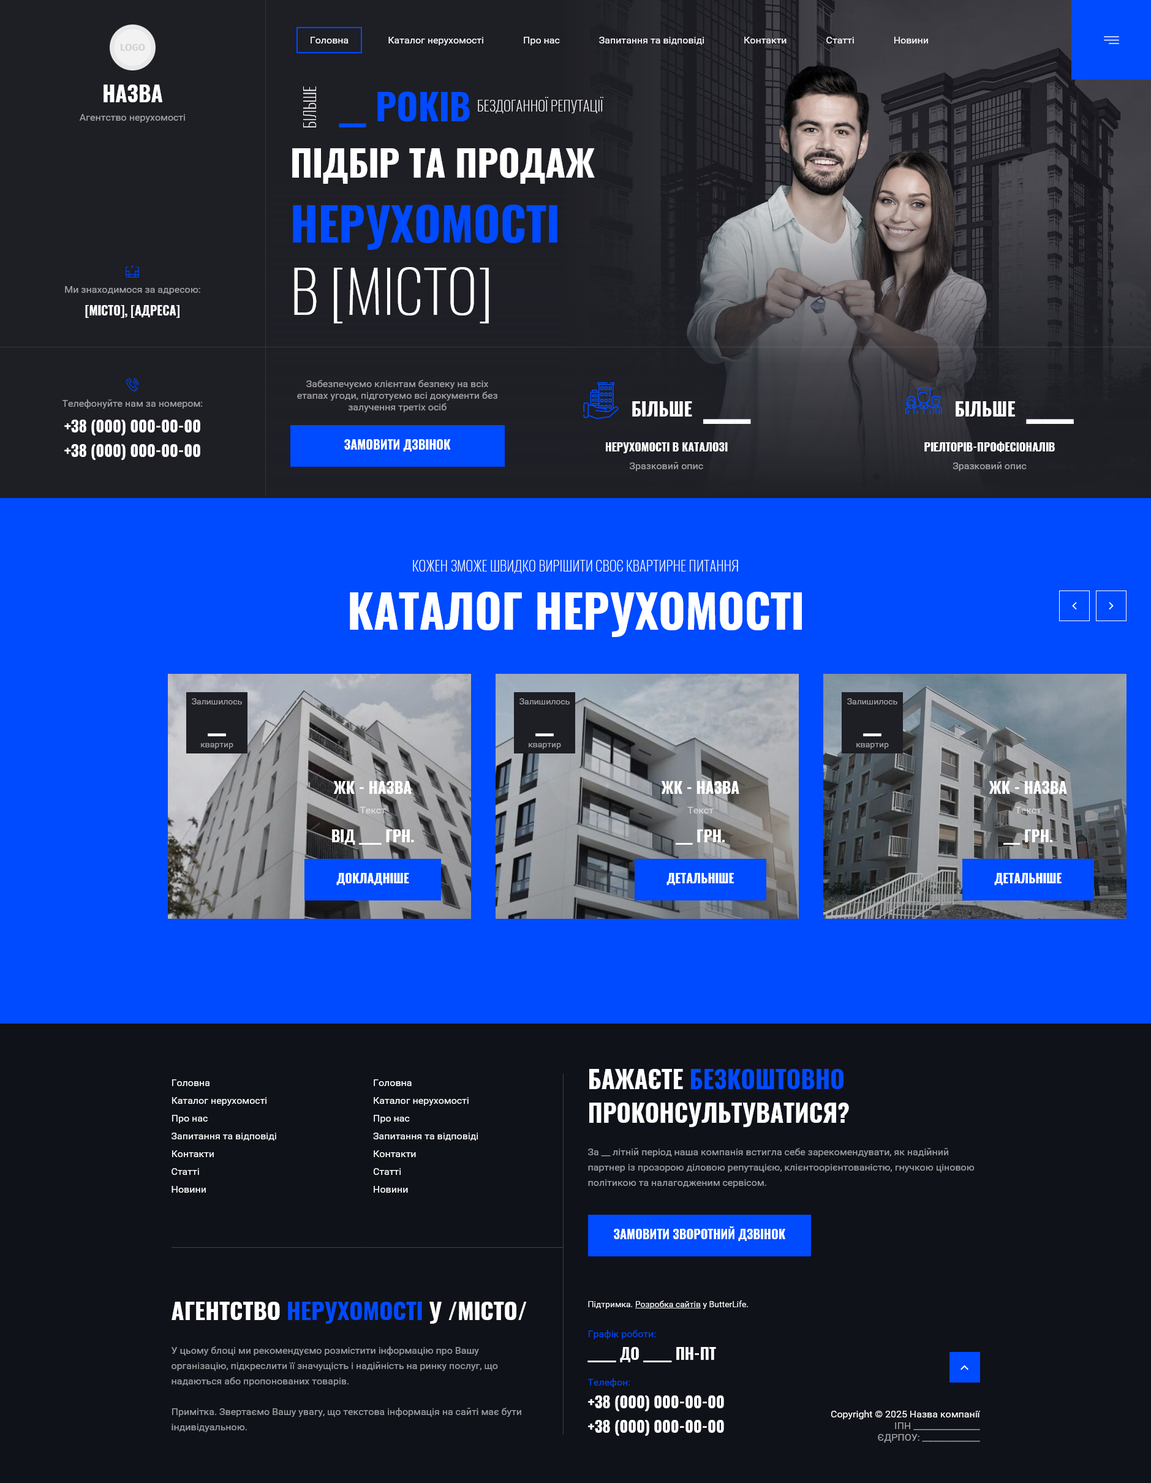 LOGO
НАЗВА
Агентство нерухомості
Ми знаходимося за адресою:
[МІСТО], [АДРЕСА]
Телефонуйте нам за номером:
+38 (000) 000-00-00
+38 (000) 000-00-00
Головна
Каталог нерухомості
Про нас
Запитання та відповіді
Контакти
Статті
Новини
БІЛЬШЕ
__ РОКІВ БЕЗДОГАННОЇ РЕПУТАЦІЇ
ПІДБІР ТА ПРОДАЖ
НЕРУХОМОСТІ
В [МІСТО]
Забезпечуємо клієнтам безпеку на всіх
етапах угоди, підготуємо всі документи без
залучення третіх осіб
ЗАМОВИТИ ДЗВІНОК
БІЛЬШЕ ____
НЕРУХОМОСТІ В КАТАЛОЗІ
Зразковий опис
БІЛЬШЕ ____
РІЕЛТОРІВ-ПРОФЕСІОНАЛІВ
Зразковий опис
КОЖЕН ЗМОЖЕ ШВИДКО ВИРІШИТИ СВОЄ КВАРТИРНЕ ПИТАННЯ
КАТАЛОГ НЕРУХОМОСТІ
Залишилось
__
квартир
ЖК - НАЗВА
Текст
ВІД ___ ГРН.
ДОКЛАДНІШЕ
Залишилось
__
квартир
ЖК - НАЗВА
Текст
__ ГРН.
ДЕТАЛЬНІШЕ
Залишилось
__
квартир
ЖК - НАЗВА
Текст
__ ГРН.
ДЕТАЛЬНІШЕ
Головна
Каталог нерухомості
Про нас
Запитання та відповіді
Контакти
Статті
Новини
Головна
Каталог нерухомості
Про нас
Запитання та відповіді
Контакти
Статті
Новини
АГЕНТСТВО НЕРУХОМОСТІ У /МІСТО/
У цьому блоці ми рекомендуємо розмістити інформацію про Вашу
організацію, підкреслити її значущість і надійність на ринку послуг, що
надаються або пропонованих товарів.
Примітка. Звертаємо Вашу увагу, що текстова інформація на сайті має бути
індивідуальною.
БАЖАЄТЕ БЕЗКОШТОВНО
ПРОКОНСУЛЬТУВАТИСЯ?
За __ літній період наша компанія встигла себе зарекомендувати, як надійний
партнер із прозорою діловою репутацією, клієнтоорієнтованістю, гнучкою ціновою
політикою та налагодженим сервісом.
ЗАМОВИТИ ЗВОРОТНИЙ ДЗВІНОК
Підтримка. Розробка сайтів у ButterLife.
Графік роботи:
____ ДО ____ ПН-ПТ
Телефон:
+38 (000) 000-00-00
+38 (000) 000-00-00
Copyright © 2025 Назва компанії
ІПН ______________
ЄДРПОУ: ____________